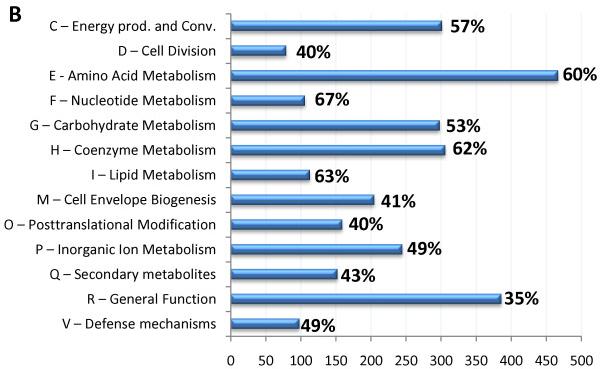 B
C – Energy prod. and Conv. 57%
D – Cell Division 40%
E - Amino Acid Metabolism 60%
F – Nucleotide Metabolism 67%
G – Carbohydrate Metabolism 53%
H – Coenzyme Metabolism 62%
I – Lipid Metabolism 63%
M – Cell Envelope Biogenesis 41%
O – Posttranslational Modification 40%
P – Inorganic Ion Metabolism 49%
Q – Secondary metabolites 43%
R – General Function 35%
V – Defense mechanisms 49%
0 50 100 150 200 250 300 350 400 450 500